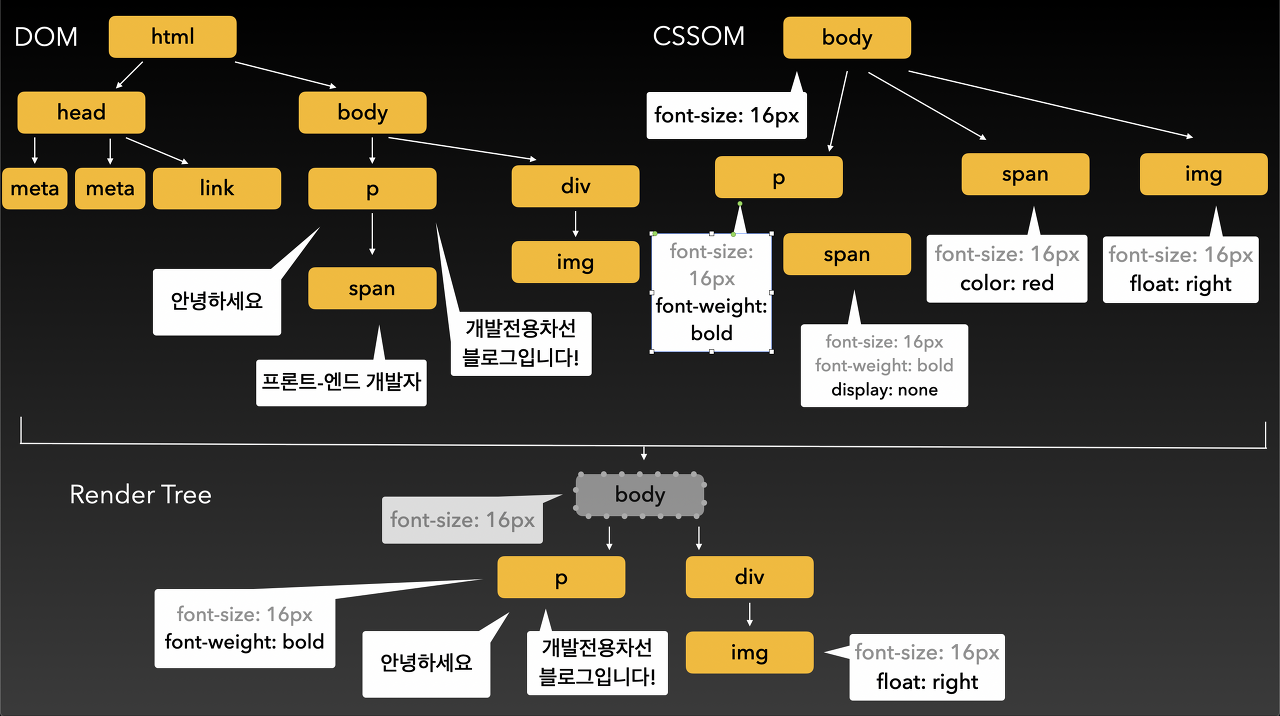 DOM
html
head
body
meta
meta
link
p
div
img
span
안녕하세요
개발전용차선
블로그입니다!
프론트-엔드 개발자
CSSOM
body
font-size: 16px
p
span
img
font-size:
16px
font-weight:
bold
span
font-size: 16px
font-weight: bold
display: none
font-size: 16px
color: red
font-size: 16px
float: right
Render Tree
body
font-size: 16px
p
div
font-size: 16px
font-weight: bold
안녕하세요
개발전용차선
블로그입니다!
img
font-size: 16px
float: right